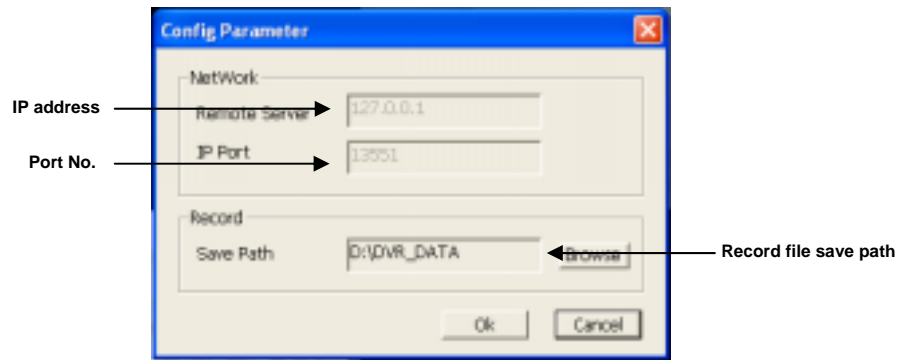 Config Parameter
NetWork
IP address
Remote Server
127.0.0.1
Port No.
IP Port
13551
Record
Save Path
D:\DVR_DATA
Browse
Record file save path
Ok
Cancel